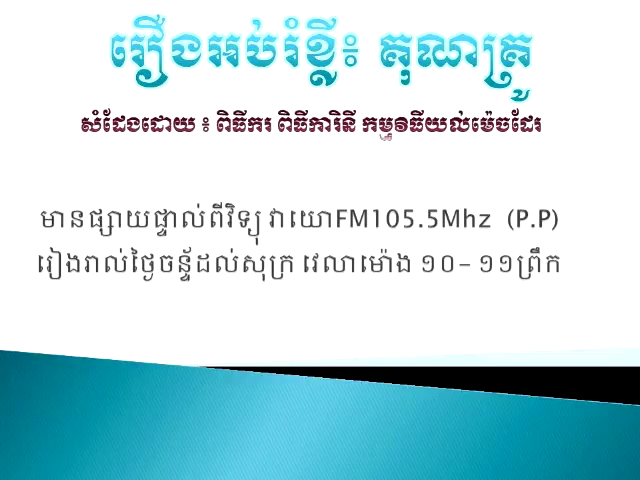 រឿងអប់រំខ្លី៖ គុណគ្រូ
សំដែងដោយ ៖ ពិធីករ ពិធីការិនី កម្មវិធីយល់ម៉េចដែរ
មានផ្សាយផ្ទាល់ពីវិទ្យុ វាយោFM105.5Mhz (P.P)
រៀងរាល់ថ្ងៃចន្ទ័ដល់សុក្រ វេលាម៉ោង ១០- ១១ព្រឹក